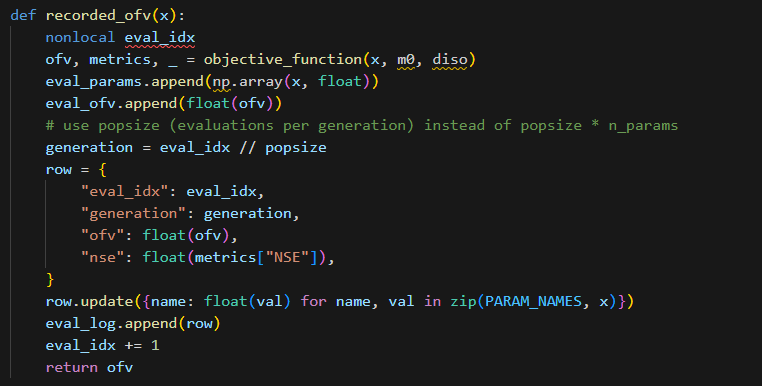 def recorded_ofv(x):
    nonlocal eval_idx
    ofv, metrics, _ = objective_function(x, m0, diso)
    eval_params.append(np.array(x, float))
    eval_ofv.append(float(ofv))
    # use popsize (evaluations per generation) instead of popsize * n_params
    generation = eval_idx // popsize
    row = {
        "eval_idx": eval_idx,
        "generation": generation,
        "ofv": float(ofv),
        "nse": float(metrics["NSE"]),
    }
    row.update({name: float(val) for name, val in zip(PARAM_NAMES, x)})
    eval_log.append(row)
    eval_idx += 1
    return ofv